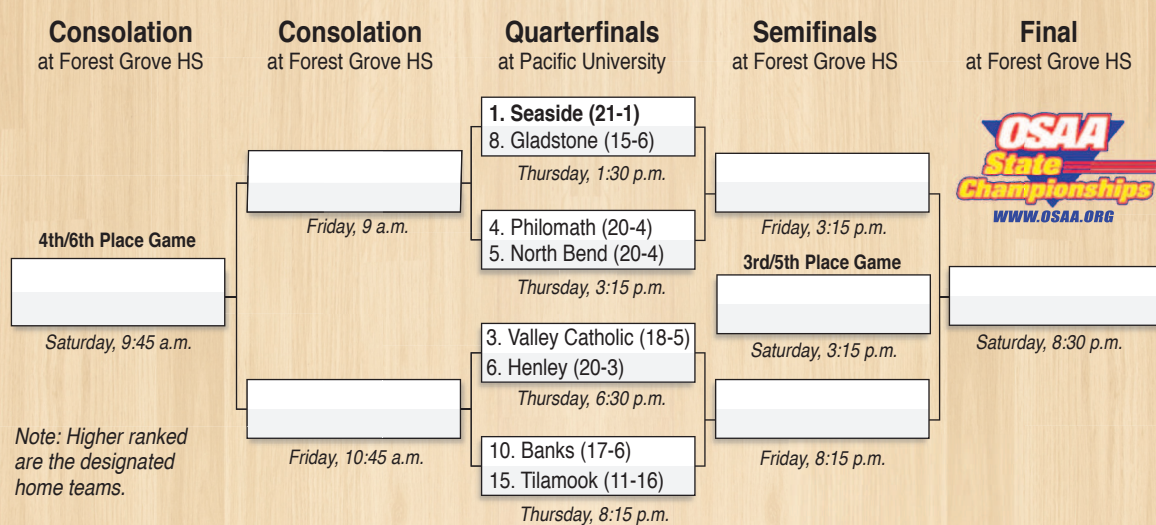 Consolation
at Forest Grove HS
Consolation
at Forest Grove HS
Quarterfinals
at Pacific University
Semifinals
at Forest Grove HS
Final
at Forest Grove HS
OSAA
State
Championships
WWW.OSAA.ORG
4th/6th Place Game
Saturday, 9:45 a.m.
Note: Higher ranked
are the designated
home teams.
Friday, 9 a.m.
Friday, 10:45 a.m.
1. Seaside (21-1)
8. Gladstone (15-6)
Thursday, 1:30 p.m.
4. Philomath (20-4)
5. North Bend (20-4)
Thursday, 3:15 p.m.
3. Valley Catholic (18-5)
6. Henley (20-3)
Thursday, 6:30 p.m.
10. Banks (17-6)
15. Tilamook (11-16)
Thursday, 8:15 p.m.
Friday, 3:15 p.m.
3rd/5th Place Game
Saturday, 3:15 p.m.
Friday, 8:15 p.m.
Saturday, 8:30 p.m.